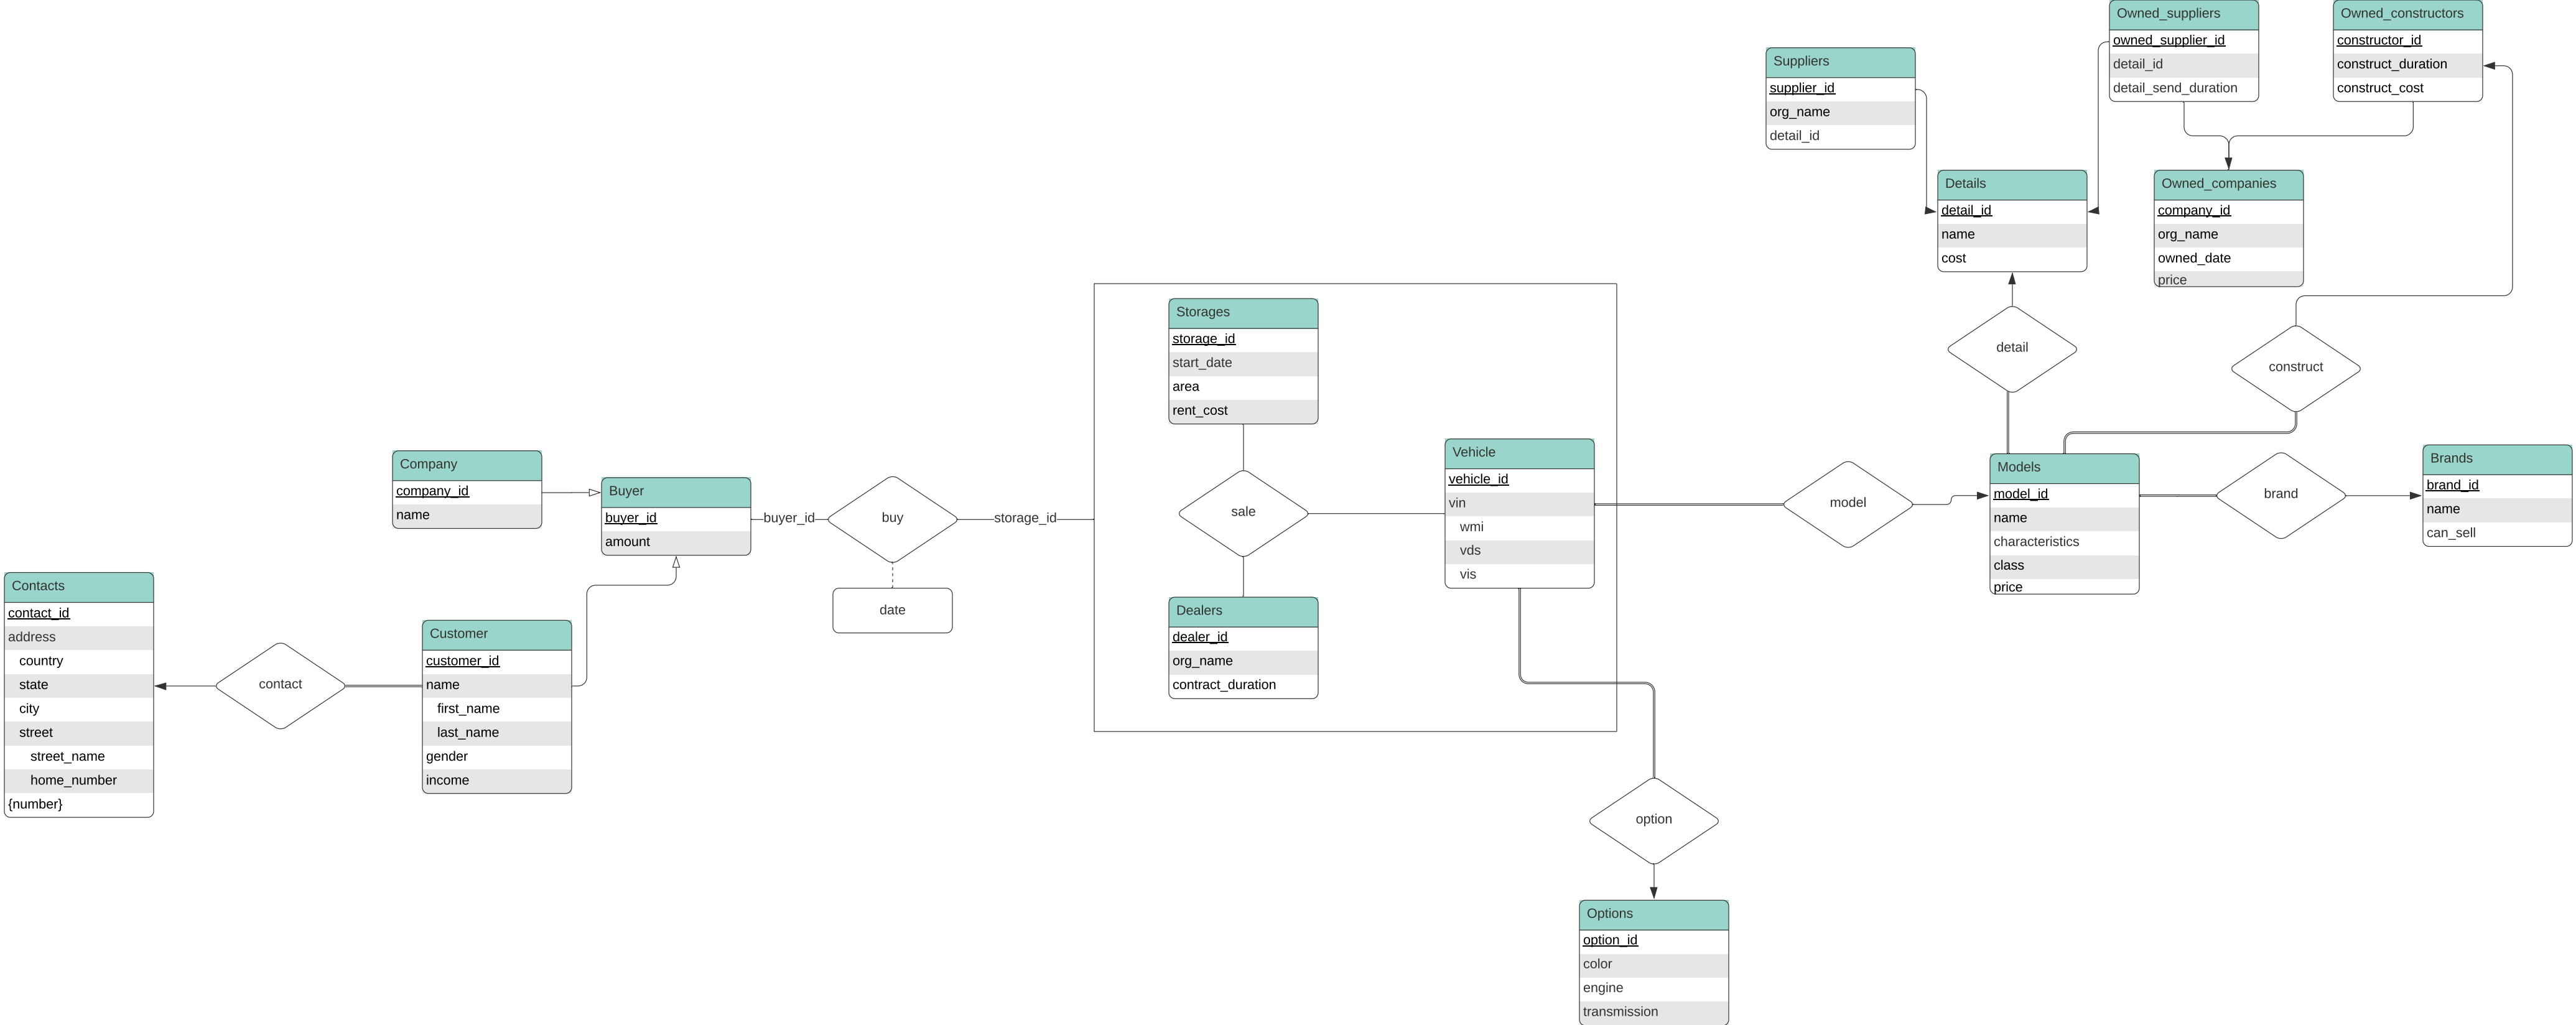 Owned_suppliers
owned_supplier_id
detail_id
detail_send_duration
Owned_constructors
constructor_id
construct_duration
construct_cost
Suppliers
supplier_id
org_name
detail_id
Details
detail_id
name
cost
Owned_companies
company_id
org_name
owned_date
price
detail
construct
Storages
storage_id
start_date
area
rent_cost
Company
company_id
name
Buyer
buyer_id
amount
buyer_id
buy
storage_id
date
sale
Vehicle
vehicle_id
vin
wmi
vds
vis
model
Models
model_id
name
characteristics
class
price
brand
Brands
brand_id
name
can_sell
Dealers
dealer_id
org_name
contract_duration
Contacts
contact_id
address
country
state
city
street
street_name
home_number
{number}
contact
Customer
customer_id
name
first_name
last_name
gender
income
option
Options
option_id
color
engine
transmission